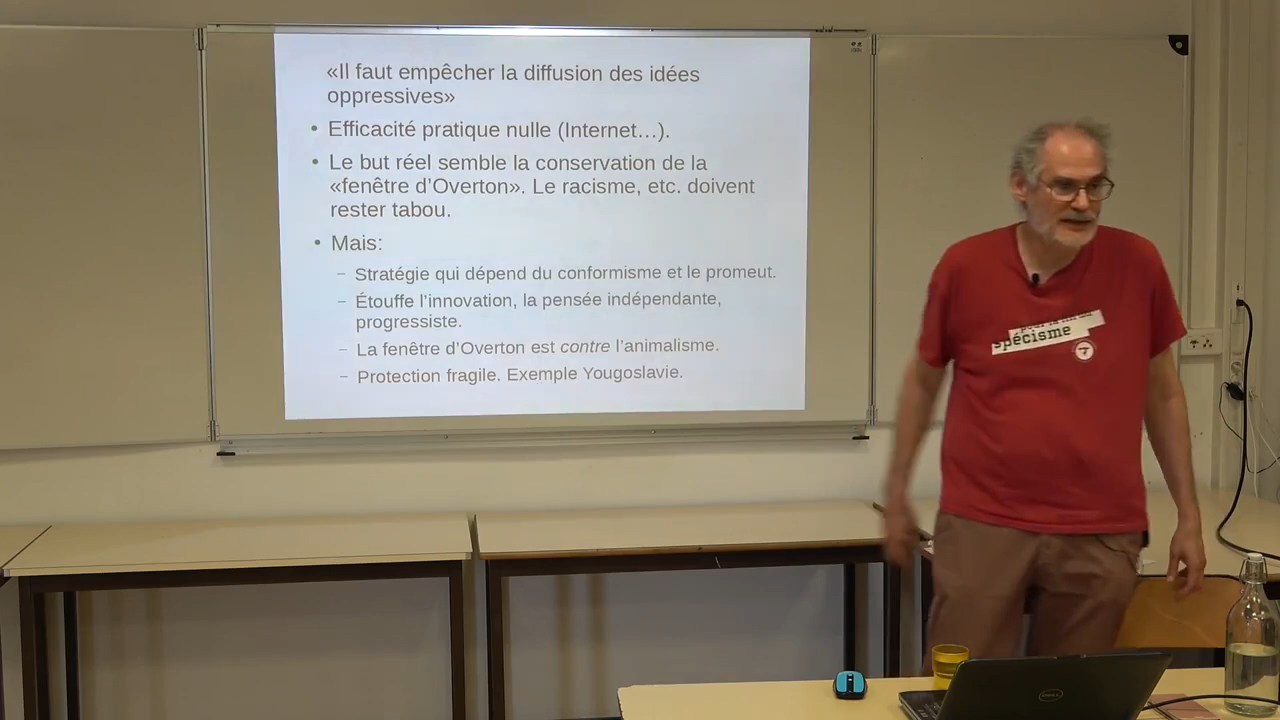 «Il faut empêcher la diffusion des idées
oppressives»
• Efficacité pratique nulle (Internet…).
• Le but réel semble la conservation de la
«fenêtre d’Overton». Le racisme, etc. doivent
rester tabou.
• Mais:
– Stratégie qui dépend du conformisme et le promeut.
– Étouffe l’innovation, la pensée indépendante,
progressiste.
– La fenêtre d’Overton est contre l’animalisme.
– Protection fragile. Exemple Yougoslavie.
spécisme
DELL